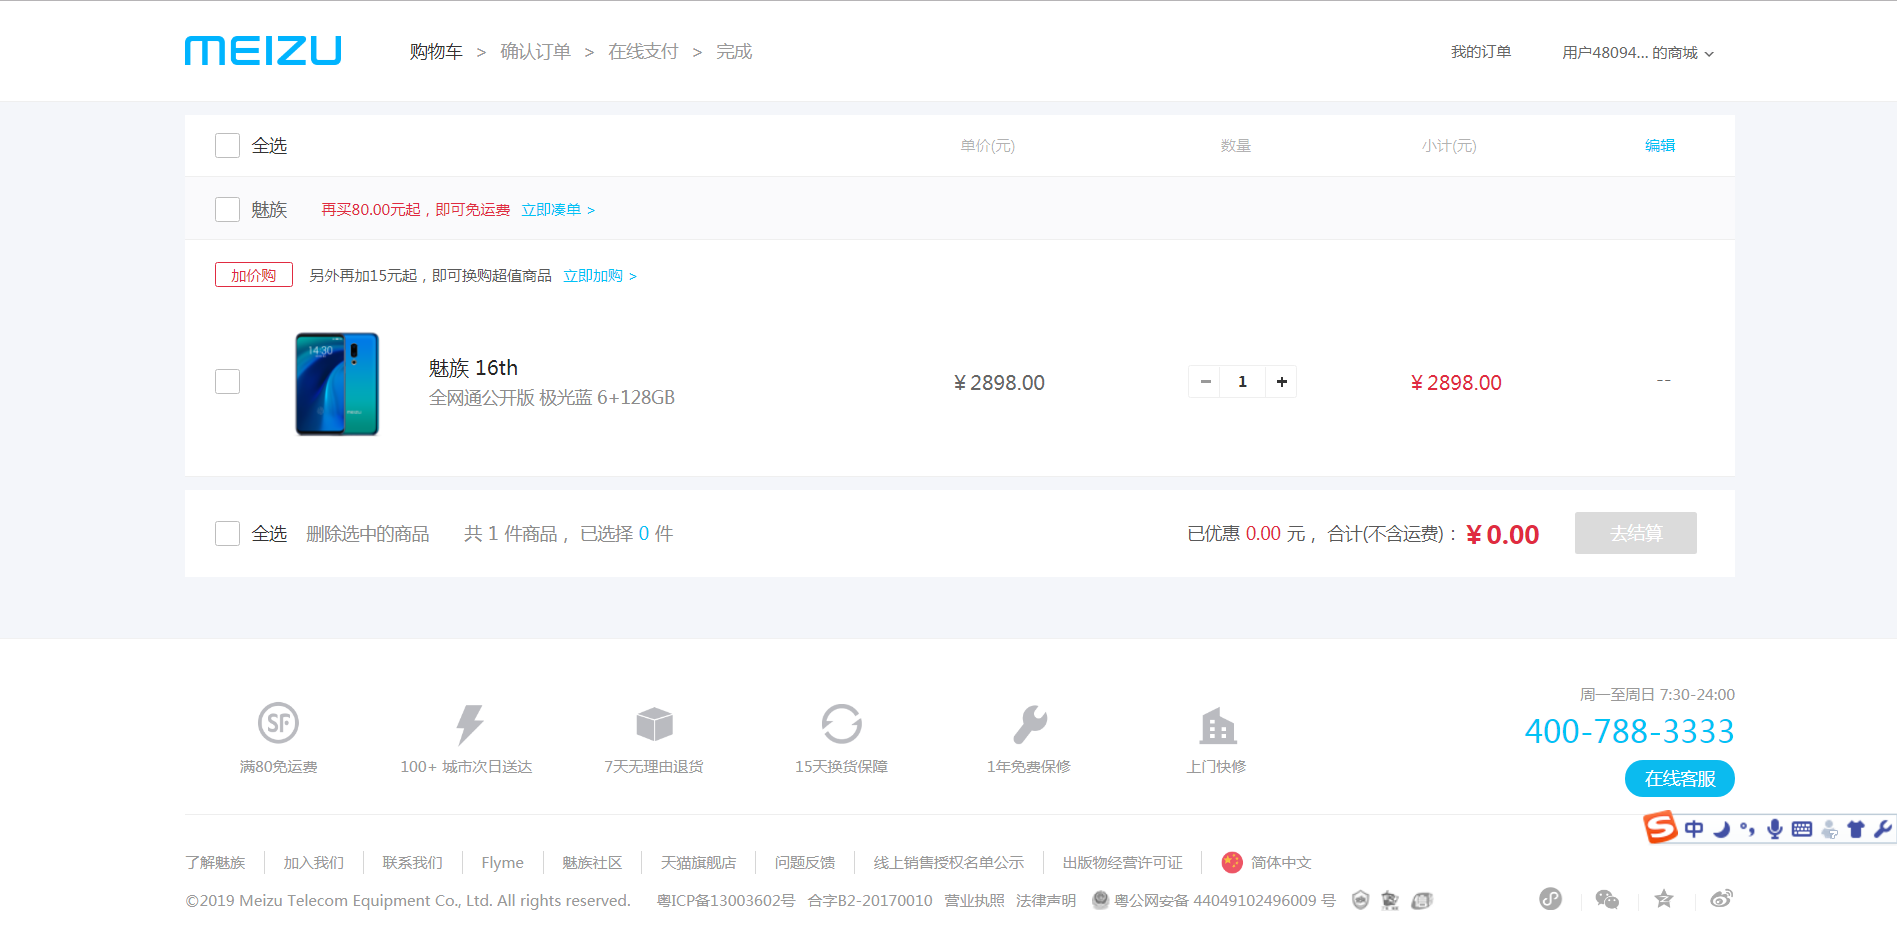 MEIZU 购物车 > 确认订单 > 在线支付 > 完成 我的订单 用户48094... 的商城
全选 单价(元) 数量 小计(元) 编辑
魅族 再买80.00元起，即可免运费 立即凑单 >
加价购 另外再加15元起，即可换购超值商品 立即加购 >
14:30
MEIZU
魅族 16th
全网通公开版 极光蓝 6+128GB
¥ 2898.00 − 1 + ¥ 2898.00 --
全选 删除选中的商品 共 1 件商品， 已选择 0 件 已优惠 0.00 元， 合计(不含运费)： ¥ 0.00 去结算
SF
满80免运费 100+ 城市次日送达 7天无理由退货 15天换货保障 1年免费保修 上门快修
周一至周日 7:30-24:00
400-788-3333
在线客服
S 中
了解魅族 加入我们 联系我们 Flyme 魅族社区 天猫旗舰店 问题反馈 线上销售授权名单公示 出版物经营许可证 简体中文
©2019 Meizu Telecom Equipment Co., Ltd. All rights reserved. 粤ICP备13003602号 合字B2-20170010 营业执照 法律声明 粤公网安备 44049102496009 号